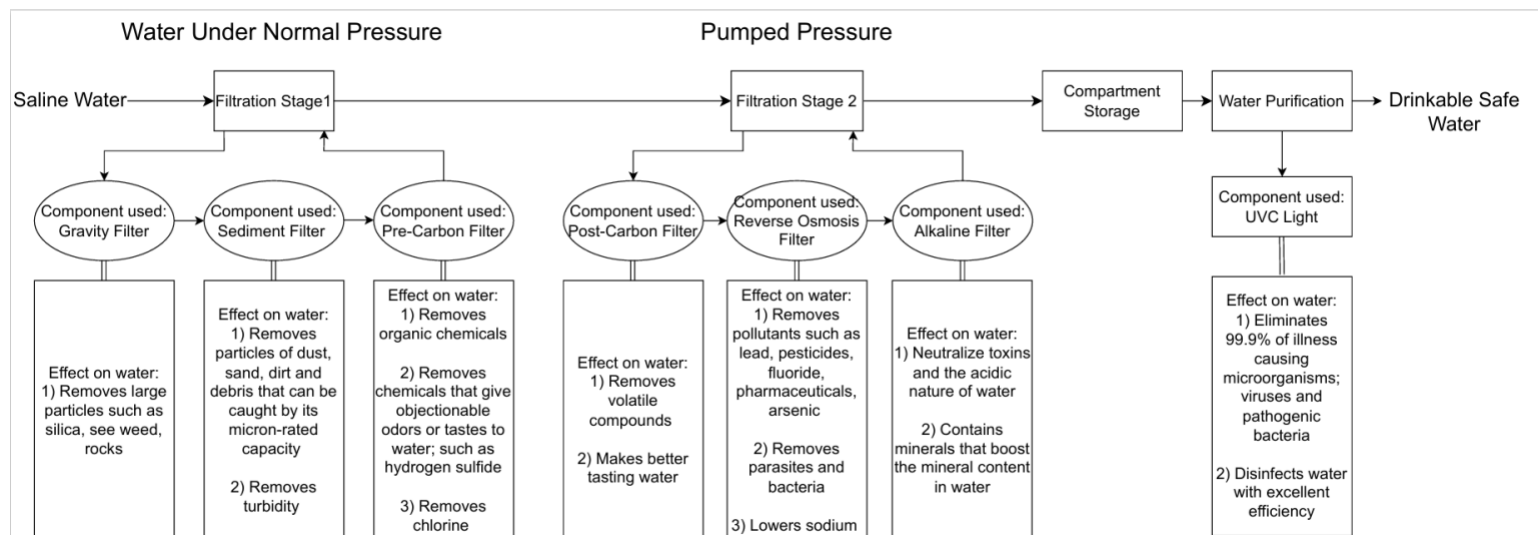 Water Under Normal Pressure
Pumped Pressure
Saline Water
Filtration Stage1
Filtration Stage 2
Compartment
Storage
Water Purification
Drinkable Safe
Water
Component used:
Gravity Filter
Component used:
Sediment Filter
Component used:
Pre-Carbon Filter
Component used:
Post-Carbon Filter
Component used:
Reverse Osmosis
Filter
Component used:
Alkaline Filter
Component used:
UVC Light
Effect on water:
1) Removes large
particles such as
silica, see weed,
rocks
Effect on water:
1) Removes
particles of dust,
sand, dirt and
debris that can be
caught by its
micron-rated
capacity
2) Removes
turbidity
Effect on water:
1) Removes
organic chemicals
2) Removes
chemicals that give
objectionable
odors or tastes to
water; such as
hydrogen sulfide
3) Removes
chlorine
Effect on water:
1) Removes
volatile
compounds
2) Makes better
tasting water
Effect on water:
1) Removes
pollutants such as
lead, pesticides,
fluoride,
pharmaceuticals,
arsenic
2) Removes
parasites and
bacteria
3) Lowers sodium
Effect on water:
1) Neutralize toxins
and the acidic
nature of water
2) Contains
minerals that boost
the mineral content
in water
Effect on water:
1) Eliminates
99.9% of illness
causing
microorganisms;
viruses and
pathogenic
bacteria
2) Disinfects water
with excellent
efficiency